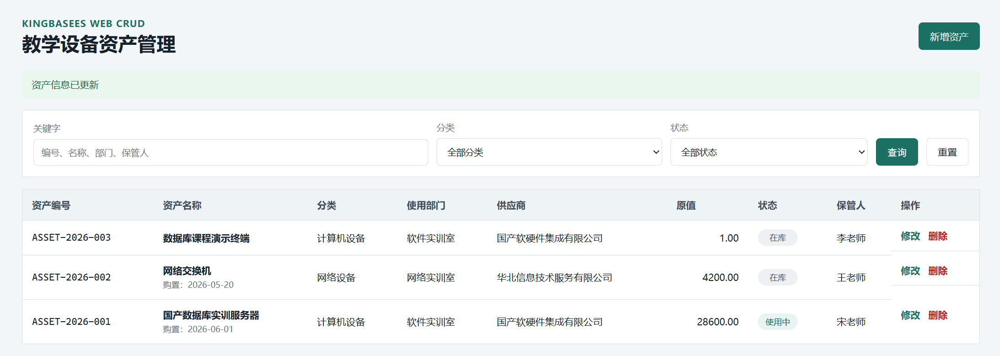 KINGBASEES WEB CRUD
教学设备资产管理
新增资产
资产信息已更新
关键字 分类 状态
编号、名称、部门、保管人 全部分类 全部状态 查询 重置
资产编号 资产名称 分类 使用部门 供应商 原值 状态 保管人 操作
ASSET-2026-003 数据库课程演示终端 计算机设备 软件实训室 国产软硬件集成有限公司 1.00 在库 李老师 修改 删除
ASSET-2026-002 网络交换机 网络设备 网络实训室 华北信息技术服务有限公司 4200.00 在库 王老师 修改 删除
购置：2026-05-20
ASSET-2026-001 国产数据库实训服务器 计算机设备 软件实训室 国产软硬件集成有限公司 28600.00 使用中 宋老师 修改 删除
购置：2026-06-01